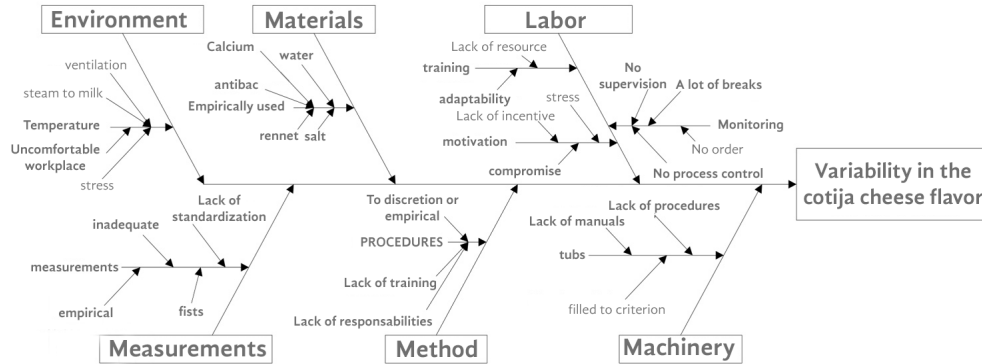 Environment
Materials
Labor
ventilation
steam to milk
Temperature
Uncomfortable
workplace
stress
Calcium
water
antibac
Empirically used
rennet
salt
Lack of resource
training
adaptability
Lack of incentive
stress
motivation
compromise
No
supervision
A lot of breaks
Monitoring
No order
No process control
Variability in the
cotija cheese flavor
Lack of
standardization
inadequate
measurements
empirical
fists
To discretion or
empirical
PROCEDURES
Lack of training
Lack of responsabilities
Lack of procedures
Lack of manuals
tubs
filled to criterion
Measurements
Method
Machinery